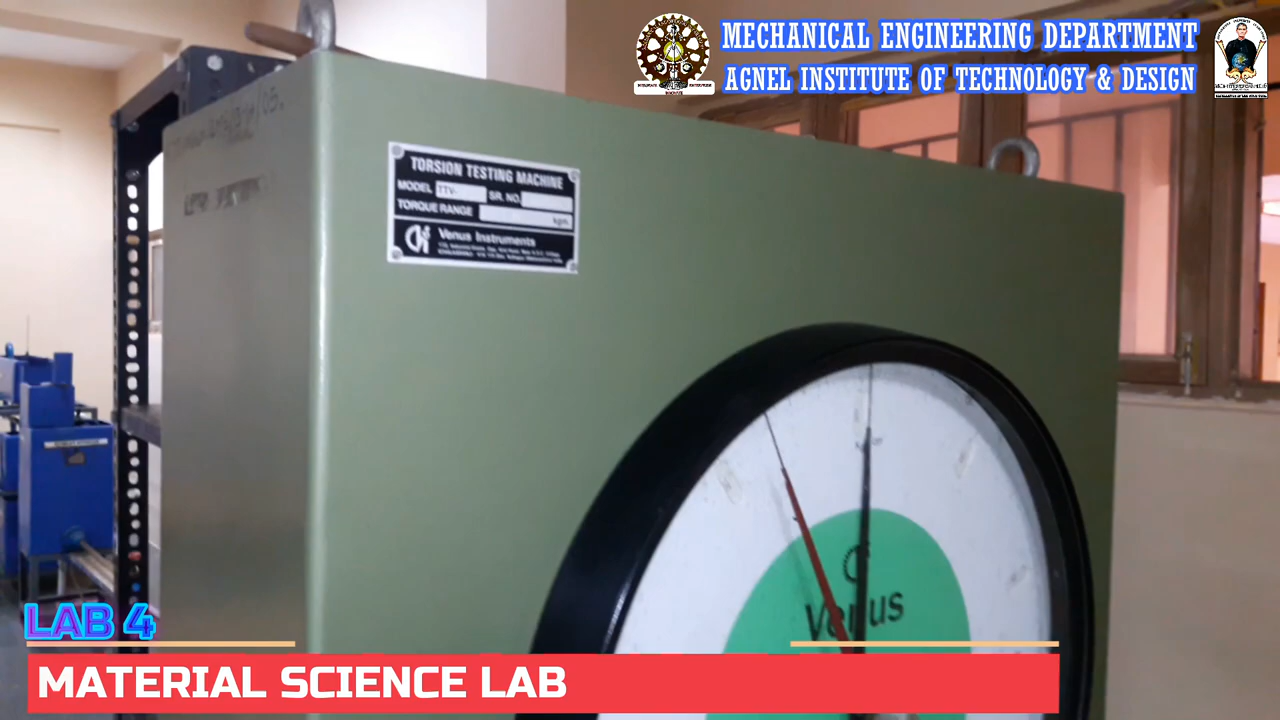 MECHANICAL ENGINEERING DEPARTMENT
AGNEL INSTITUTE OF TECHNOLOGY & DESIGN
TORSION TESTING MACHINE
MODEL TTV- SR. NO.
TORQUE RANGE kgm.
Venus Instruments
Venus
LAB 4
MATERIAL SCIENCE LAB